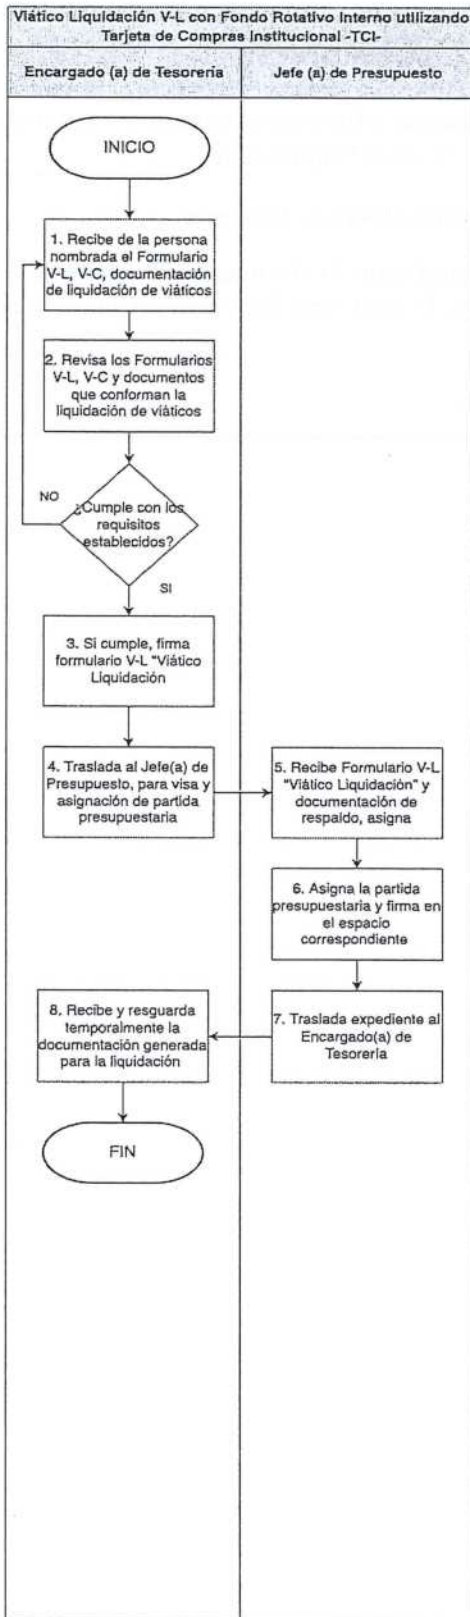 Viático Liquidación V-L con Fondo Rotativo Interno utilizando
Tarjeta de Compras Institucional -TCI-
Encargado (a) de Tesorería
Jefe (a) de Presupuesto
INICIO
1. Recibe de la persona
nombrada el Formulario
V-L, V-C, documentación
de liquidación de viáticos
2. Revisa los Formularios
V-L, V-C y documentos
que conforman la
liquidación de viáticos
NO
¿Cumple con los
requisitos
establecidos?
SI
3. Si cumple, firma
formulario V-L "Viático
Liquidación
4. Traslada al Jefe(a) de
Presupuesto, para visa y
asignación de partida
presupuestaria
5. Recibe Formulario V-L
"Viático Liquidación" y
documentación de
respaldo, asigna
6. Asigna la partida
presupuestaria y firma en
el espacio
correspondiente
7. Traslada expediente al
Encargado(a) de
Tesorería
8. Recibe y resguarda
temporalmente la
documentación generada
para la liquidación
FIN